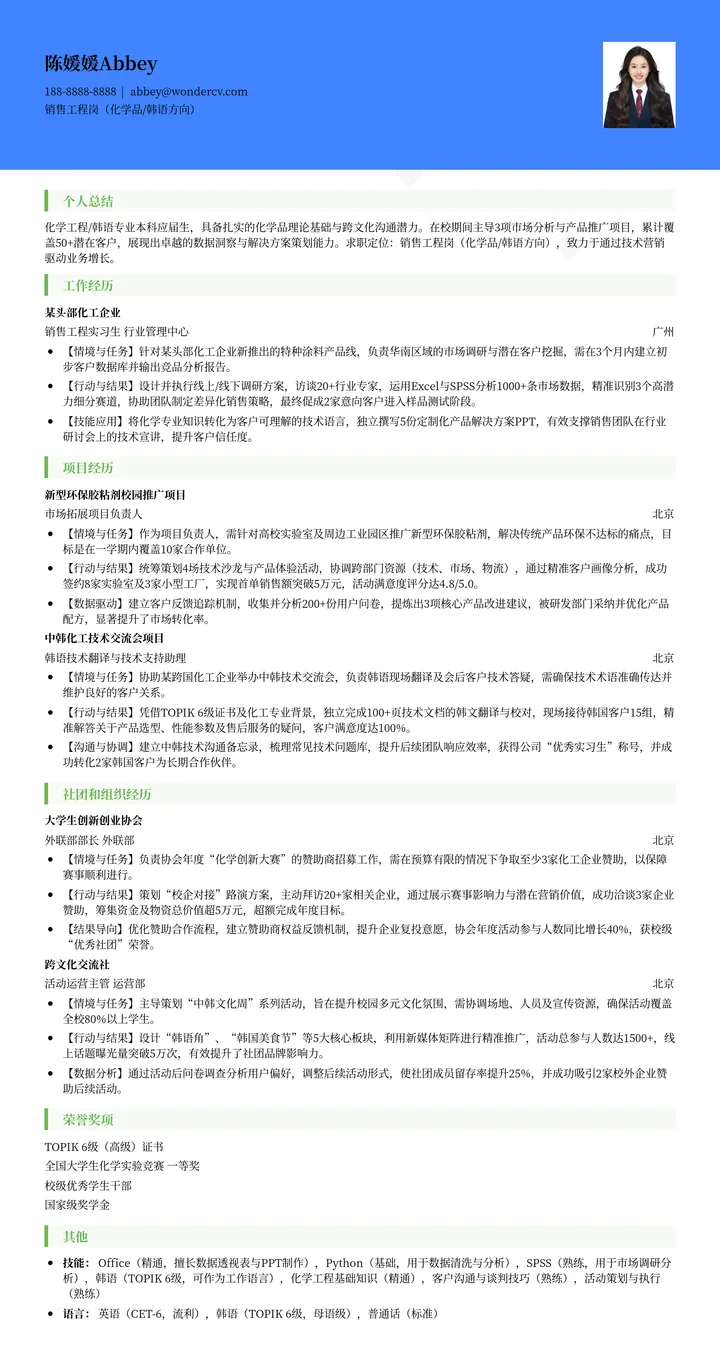 陈媛媛Abbey
188-8888-8888 | abbey@wondercv.com
销售工程岗（化学品/韩语方向）
个人总结
化学工程/韩语专业本科应届生，具备扎实的化学品理论基础与跨文化沟通潜力。在校期间主导3项市场分析与产品推广项目，累计覆
盖50+潜在客户，展现出卓越的数据洞察与解决方案策划能力。求职定位：销售工程岗（化学品/韩语方向），致力于通过技术营销
驱动业务增长。
工作经历
某头部化工企业
销售工程实习生 行业管理中心 广州
【情境与任务】针对某头部化工企业新推出的特种涂料产品线，负责华南区域的市场调研与潜在客户挖掘，需在3个月内建立初
步客户数据库并输出竞品分析报告。
【行动与结果】设计并执行线上/线下调研方案，访谈20+行业专家，运用Excel与SPSS分析1000+条市场数据，精准识别3个高潜
力细分赛道，协助团队制定差异化销售策略，最终促成2家意向客户进入样品测试阶段。
【技能应用】将化学专业知识转化为客户可理解的技术语言，独立撰写5份定制化产品解决方案PPT，有效支撑销售团队在行业
研讨会上的技术宣讲，提升客户信任度。
项目经历
新型环保胶粘剂校园推广项目
市场拓展项目负责人 北京
【情境与任务】作为项目负责人，需针对高校实验室及周边工业园区推广新型环保胶粘剂，解决传统产品环保不达标的痛点，目
标是在一学期内覆盖10家合作单位。
【行动与结果】统筹策划4场技术沙龙与产品体验活动，协调跨部门资源（技术、市场、物流），通过精准客户画像分析，成功
签约8家实验室及3家小型工厂，实现首单销售额突破5万元，活动满意度评分达4.8/5.0。
【数据驱动】建立客户反馈追踪机制，收集并分析200+份用户问卷，提炼出3项核心产品改进建议，被研发部门采纳并优化产品
配方，显著提升了市场转化率。
中韩化工技术交流会项目
韩语技术翻译与技术支持助理 北京
【情境与任务】协助某跨国化工企业举办中韩技术交流会，负责韩语现场翻译及会后客户技术答疑，需确保技术术语准确传达并
维护良好的客户关系。
【行动与结果】凭借TOPIK 6级证书及化工专业背景，独立完成100+页技术文档的韩文翻译与校对，现场接待韩国客户15组，精
准解答关于产品选型、性能参数及售后服务的疑问，客户满意度达100%。
【沟通与协调】建立中韩技术沟通备忘录，梳理常见技术问题库，提升后续团队响应效率，获得公司“优秀实习生”称号，并成
功转化2家韩国客户为长期合作伙伴。
社团和组织经历
大学生创新创业协会
外联部部长 外联部 北京
【情境与任务】负责协会年度“化学创新大赛”的赞助商招募工作，需在预算有限的情况下争取至少3家化工企业赞助，以保障
赛事顺利进行。
【行动与结果】策划“校企对接”路演方案，主动拜访20+家相关企业，通过展示赛事影响力与潜在营销价值，成功洽谈3家企业
赞助，筹集资金及物资总价值超5万元，超额完成年度目标。
【结果导向】优化赞助合作流程，建立赞助商权益反馈机制，提升企业复投意愿，协会年度活动参与人数同比增长40%，获校级
“优秀社团”荣誉。
跨文化交流社
活动运营主管 运营部 北京
【情境与任务】主导策划“中韩文化周”系列活动，旨在提升校园多元文化氛围，需协调场地、人员及宣传资源，确保活动覆盖
全校80%以上学生。
【行动与结果】设计“韩语角”、“韩国美食节”等5大核心板块，利用新媒体矩阵进行精准推广，活动总参与人数达1500+，线
上话题曝光量突破5万次，有效提升了社团品牌影响力。
【数据分析】通过活动后问卷调查分析用户偏好，调整后续活动形式，使社团成员留存率提升25%，并成功吸引2家校外企业赞
助后续活动。
荣誉奖项
TOPIK 6级（高级）证书
全国大学生化学实验竞赛 一等奖
校级优秀学生干部
国家级奖学金
其他
技能： Office（精通，擅长数据透视表与PPT制作），Python（基础，用于数据清洗与分析），SPSS（熟练，用于市场调研分
析），韩语（TOPIK 6级，可作为工作语言），化学工程基础知识（精通），客户沟通与谈判技巧（熟练），活动策划与执行
（熟练）
语言： 英语（CET-6，流利），韩语（TOPIK 6级，母语级），普通话（标准）